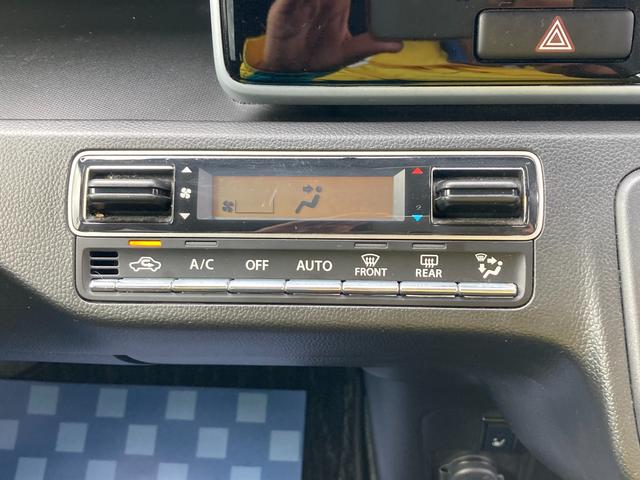 A/C OFF AUTO FRONT REAR